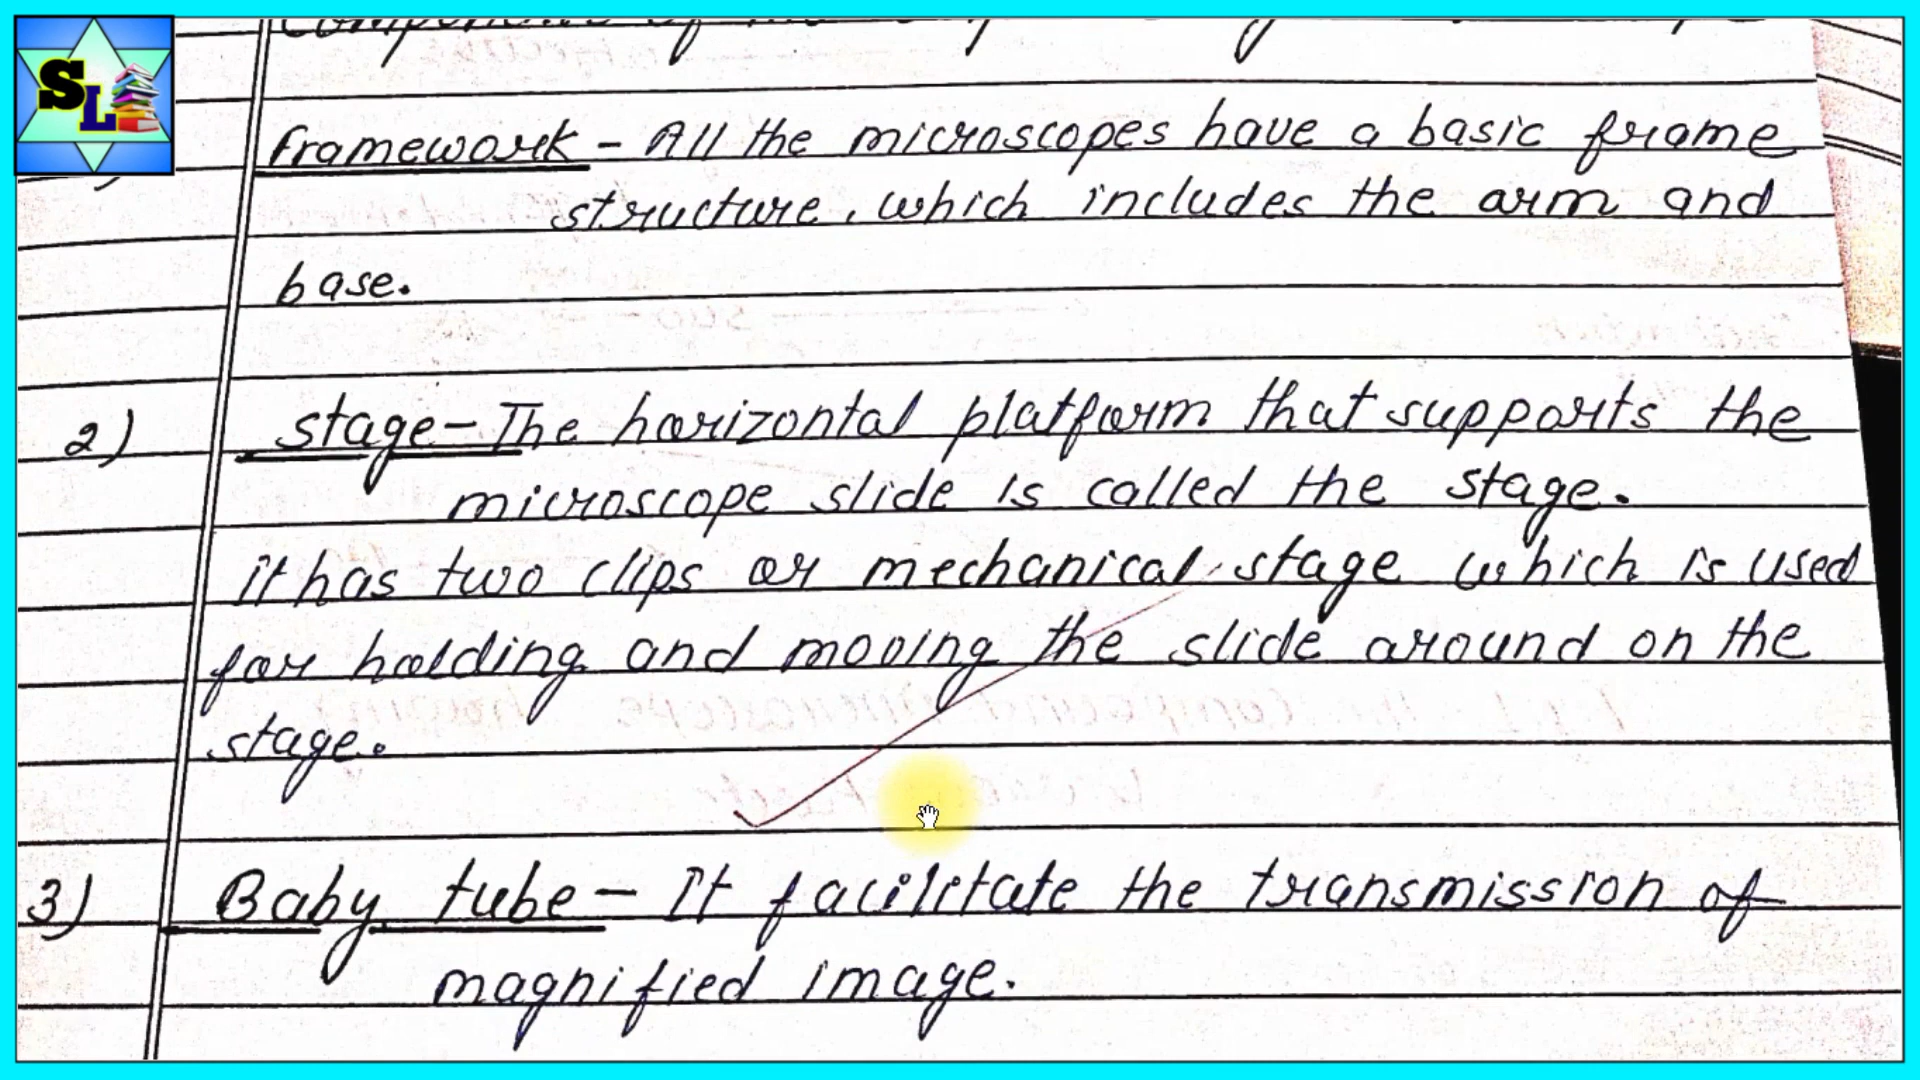 SL
Framework - All the microscopes have a basic frame
structure, which includes the arm and
base.
2) stage - The horizontal platform that supports the
microscope slide is called the stage.
it has two clips or mechanical stage which is used
for holding and moving the slide around on the
stage.
3) Baby tube - It facilitate the transmission of
magnified image.